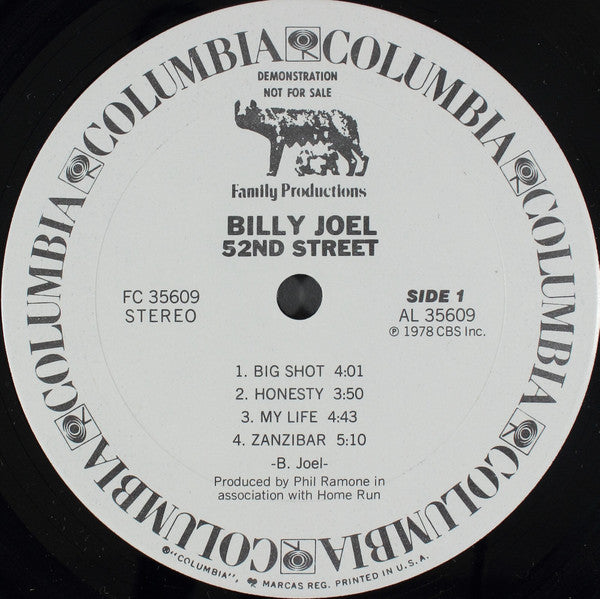 COLUMBIA COLUMBIA COLUMBIA COLUMBIA COLUMBIA COLUMBIA
DEMONSTRATION
NOT FOR SALE
Family Productions
BILLY JOEL
52ND STREET
FC 35609
STEREO
SIDE 1
AL 35609
℗ 1978 CBS Inc.
1. BIG SHOT 4:01
2. HONESTY 3:50
3. MY LIFE 4:43
4. ZANZIBAR 5:10
-B. Joel-
Produced by Phil Ramone in
association with Home Run
®"COLUMBIA", MARCAS REG. PRINTED IN U.S.A.